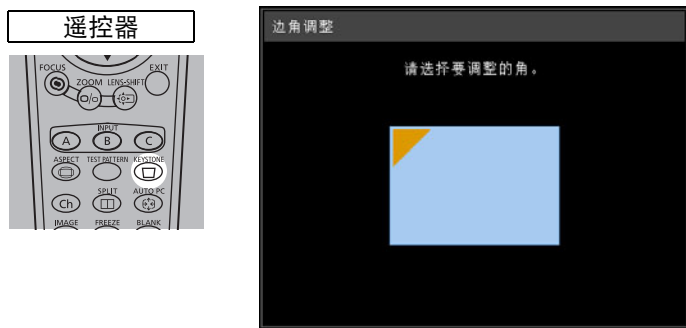 遥控器
FOCUS
ZOOM
LENS-SHIFT
EXIT
INPUT
A
B
C
ASPECT
TEST PATTERN
KEYSTONE
Ch
SPLIT
AUTO PC
IMAGE
FREEZE
BLANK
边角调整
请选择要调整的角。